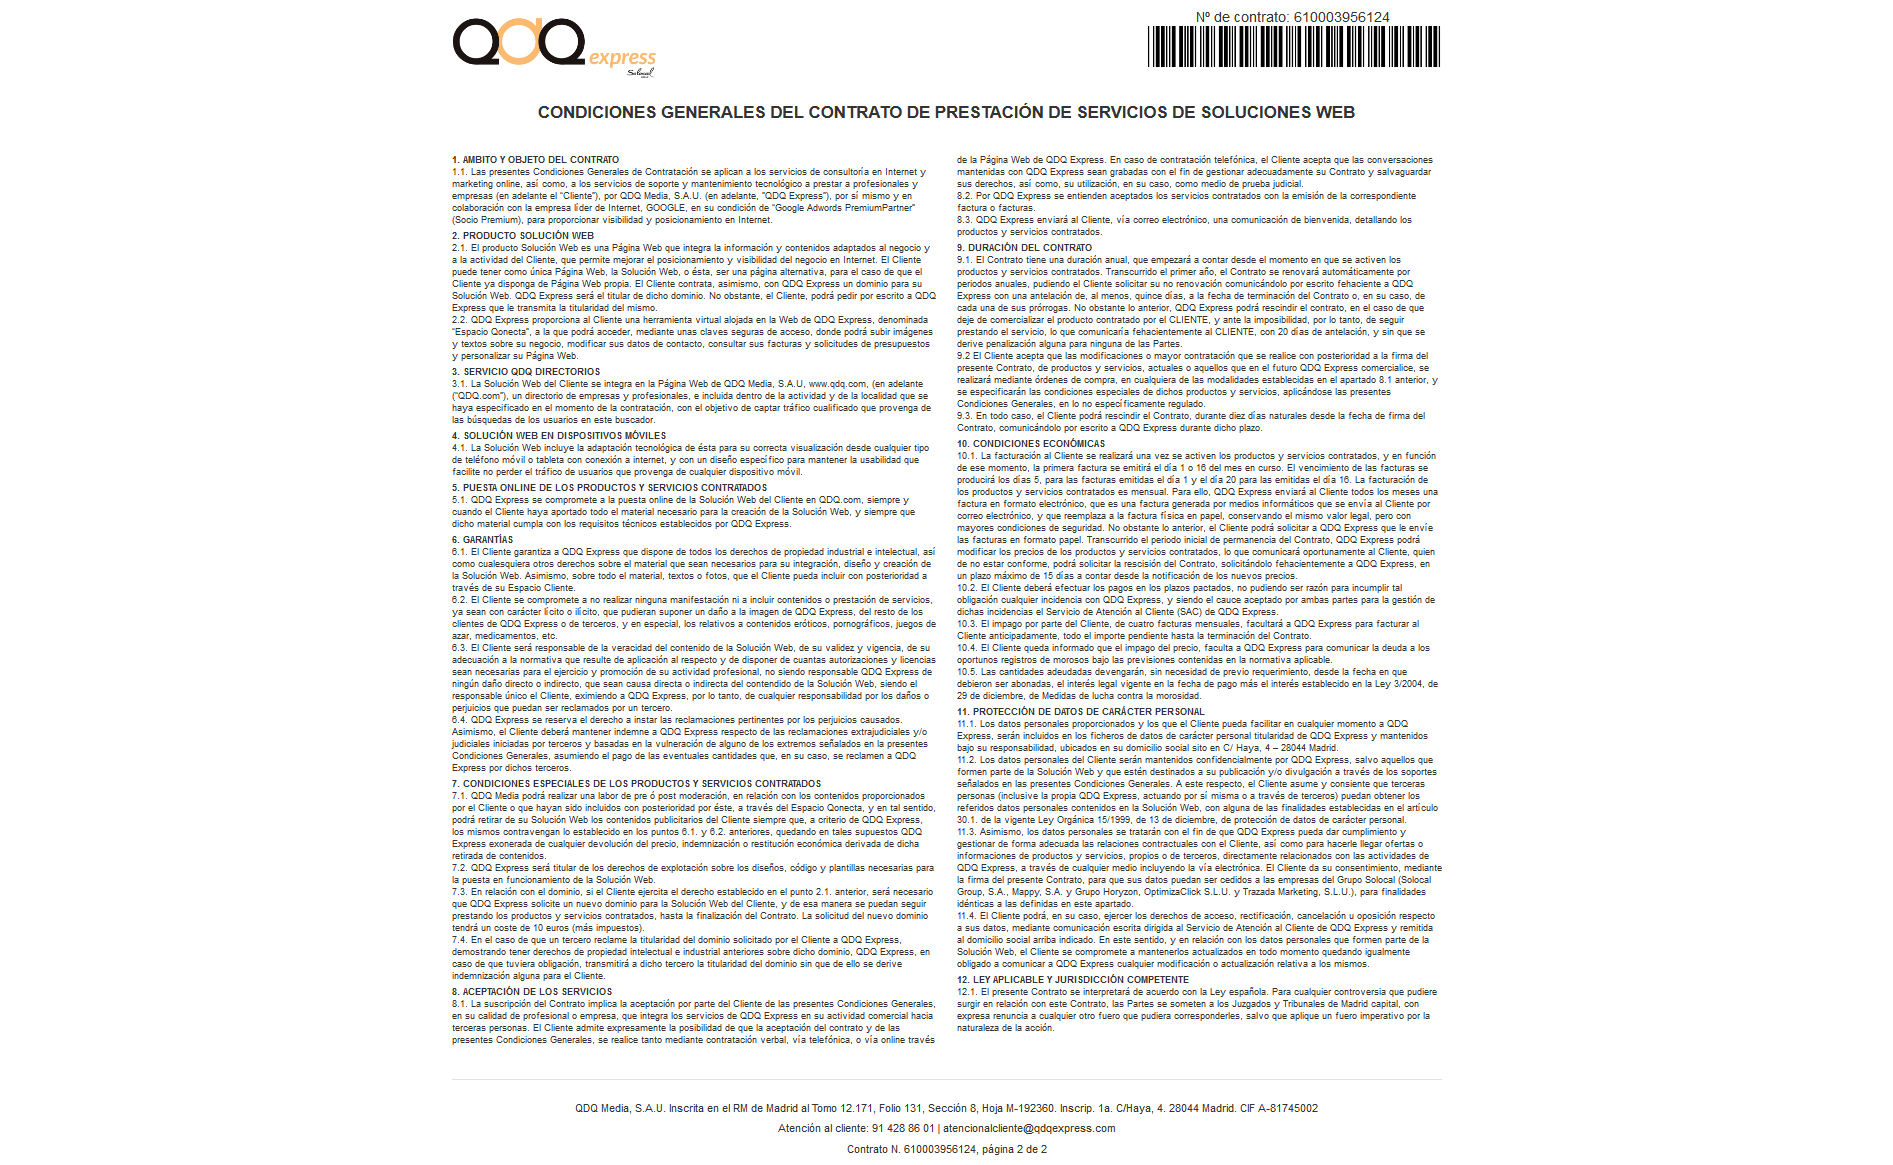 QDQ express
Solocal
Nº de contrato: 610003956124
CONDICIONES GENERALES DEL CONTRATO DE PRESTACIÓN DE SERVICIOS DE SOLUCIONES WEB
1. AMBITO Y OBJETO DEL CONTRATO
1.1. Las presentes Condiciones Generales de Contratación se aplican a los servicios de consultoría en Internet y
marketing online, así como, a los servicios de soporte y mantenimiento tecnológico a prestar a profesionales y
empresas (en adelante el “Cliente”), por QDQ Media, S.A.U. (en adelante, “QDQ Express”), por sí mismo y en
colaboración con la empresa líder de Internet, GOOGLE, en su condición de “Google Adwords PremiumPartner”
(Socio Premium), para proporcionar visibilidad y posicionamiento en Internet.
2. PRODUCTO SOLUCIÓN WEB
2.1. El producto Solución Web es una Página Web que integra la información y contenidos adaptados al negocio y
a la actividad del Cliente, que permite mejorar el posicionamiento y visibilidad del negocio en Internet. El Cliente
puede tener como única Página Web, la Solución Web, o ésta, ser una página alternativa, para el caso de que el
Cliente ya disponga de Página Web propia. El Cliente contrata, asimismo, con QDQ Express un dominio para su
Solución Web. QDQ Express será el titular de dicho dominio. No obstante, el Cliente, podrá pedir por escrito a QDQ
Express que le transmita la titularidad del mismo.
2.2. QDQ Express proporciona al Cliente una herramienta virtual alojada en la Web de QDQ Express, denominada
“Espacio Qonecta”, a la que podrá acceder, mediante unas claves seguras de acceso, donde podrá subir imágenes
y textos sobre su negocio, modificar sus datos de contacto, consultar sus facturas y solicitudes de presupuestos
y personalizar su Página Web.
3. SERVICIO QDQ DIRECTORIOS
3.1. La Solución Web del Cliente se integra en la Página Web de QDQ Media, S.A.U, www.qdq.com, (en adelante
(“QDQ.com”), un directorio de empresas y profesionales, e incluida dentro de la actividad y de la localidad que se
haya especificado en el momento de la contratación, con el objetivo de captar tráfico cualificado que provenga de
las búsquedas de los usuarios en este buscador.
4. SOLUCIÓN WEB EN DISPOSITIVOS MÓVILES
4.1. La Solución Web incluye la adaptación tecnológica de ésta para su correcta visualización desde cualquier tipo
de teléfono móvil o tableta con conexión a internet, y con un diseño específico para mantener la usabilidad que
facilite no perder el tráfico de usuarios que provenga de cualquier dispositivo móvil.
5. PUESTA ONLINE DE LOS PRODUCTOS Y SERVICIOS CONTRATADOS
5.1. QDQ Express se compromete a la puesta online de la Solución Web del Cliente en QDQ.com, siempre y
cuando el Cliente haya aportado todo el material necesario para la creación de la Solución Web, y siempre que
dicho material cumpla con los requisitos técnicos establecidos por QDQ Express.
6. GARANTÍAS
6.1. El Cliente garantiza a QDQ Express que dispone de todos los derechos de propiedad industrial e intelectual, así
como cualesquiera otros derechos sobre el material que sean necesarios para su integración, diseño y creación de
la Solución Web. Asimismo, sobre todo el material, textos o fotos, que el Cliente pueda incluir con posterioridad a
través de su Espacio Cliente.
6.2. El Cliente se compromete a no realizar ninguna manifestación ni a incluir contenidos o prestación de servicios,
ya sean con carácter lícito o ilícito, que pudieran suponer un daño a la imagen de QDQ Express, del resto de los
clientes de QDQ Express o de terceros, y en especial, los relativos a contenidos eróticos, pornográficos, juegos de
azar, medicamentos, etc.
6.3. El Cliente será responsable de la veracidad del contenido de la Solución Web, de su validez y vigencia, de su
adecuación a la normativa que resulte de aplicación al respecto y de disponer de cuantas autorizaciones y licencias
sean necesarias para el ejercicio y promoción de su actividad profesional, no siendo responsable QDQ Express de
ningún daño directo o indirecto, que sean causa directa o indirecta del contendido de la Solución Web, siendo el
responsable único el Cliente, eximiendo a QDQ Express, por lo tanto, de cualquier responsabilidad por los daños o
perjuicios que puedan ser reclamados por un tercero.
6.4. QDQ Express se reserva el derecho a instar las reclamaciones pertinentes por los perjuicios causados.
Asimismo, el Cliente deberá mantener indemne a QDQ Express respecto de las reclamaciones extrajudiciales y/o
judiciales iniciadas por terceros y basadas en la vulneración de alguno de los extremos señalados en la presentes
Condiciones Generales, asumiendo el pago de las eventuales cantidades que, en su caso, se reclamen a QDQ
Express por dichos terceros.
7. CONDICIONES ESPECIALES DE LOS PRODUCTOS Y SERVICIOS CONTRATADOS
7.1. QDQ Media podrá realizar una labor de pre ó post moderación, en relación con los contenidos proporcionados
por el Cliente o que hayan sido incluidos con posterioridad por éste, a través del Espacio Qonecta, y en tal sentido,
podrá retirar de su Solución Web los contenidos publicitarios del Cliente siempre que, a criterio de QDQ Express,
los mismos contravengan lo establecido en los puntos 6.1. y 6.2. anteriores, quedando en tales supuestos QDQ
Express exonerada de cualquier devolución del precio, indemnización o restitución económica derivada de dicha
retirada de contenidos.
7.2. QDQ Express será titular de los derechos de explotación sobre los diseños, código y plantillas necesarias para
la puesta en funcionamiento de la Solución Web.
7.3. En relación con el dominio, si el Cliente ejercita el derecho establecido en el punto 2.1. anterior, será necesario
que QDQ Express solicite un nuevo dominio para la Solución Web del Cliente, y de esa manera se puedan seguir
prestando los productos y servicios contratados, hasta la finalización del Contrato. La solicitud del nuevo dominio
tendrá un coste de 10 euros (más impuestos).
7.4. En el caso de que un tercero reclame la titularidad del dominio solicitado por el Cliente a QDQ Express,
demostrando tener derechos de propiedad intelectual e industrial anteriores sobre dicho dominio, QDQ Express, en
caso de que tuviera obligación, transmitirá a dicho tercero la titularidad del dominio sin que de ello se derive
indemnización alguna para el Cliente.
8. ACEPTACIÓN DE LOS SERVICIOS
8.1. La suscripción del Contrato implica la aceptación por parte del Cliente de las presentes Condiciones Generales,
en su calidad de profesional o empresa, que integra los servicios de QDQ Express en su actividad comercial hacia
terceras personas. El Cliente admite expresamente la posibilidad de que la aceptación del contrato y de las
presentes Condiciones Generales, se realice tanto mediante contratación verbal, vía telefónica, o vía online través
de la Página Web de QDQ Express. En caso de contratación telefónica, el Cliente acepta que las conversaciones
mantenidas con QDQ Express sean grabadas con el fin de gestionar adecuadamente su Contrato y salvaguardar
sus derechos, así como, su utilización, en su caso, como medio de prueba judicial.
8.2. Por QDQ Express se entienden aceptados los servicios contratados con la emisión de la correspondiente
factura o facturas.
8.3. QDQ Express enviará al Cliente, vía correo electrónico, una comunicación de bienvenida, detallando los
productos y servicios contratados.
9. DURACIÓN DEL CONTRATO
9.1. El Contrato tiene una duración anual, que empezará a contar desde el momento en que se activen los
productos y servicios contratados. Transcurrido el primer año, el Contrato se renovará automáticamente por
periodos anuales, pudiendo el Cliente solicitar su no renovación comunicándolo por escrito fehaciente a QDQ
Express con una antelación de, al menos, quince días, a la fecha de terminación del Contrato o, en su caso, de
cada una de sus prórrogas. No obstante lo anterior, QDQ Express podrá rescindir el contrato, en el caso de que
deje de comercializar el producto contratado por el CLIENTE, y ante la imposibilidad, por lo tanto, de seguir
prestando el servicio, lo que comunicaría fehacientemente al CLIENTE, con 20 días de antelación, y sin que se
derive penalización alguna para ninguna de las Partes.
9.2 El Cliente acepta que las modificaciones o mayor contratación que se realice con posterioridad a la firma del
presente Contrato, de productos y servicios, actuales o aquellos que en el futuro QDQ Express comercialice, se
realizará mediante órdenes de compra, en cualquiera de las modalidades establecidas en el apartado 8.1 anterior, y
se especificarán las condiciones especiales de dichos productos y servicios, aplicándose las presentes
Condiciones Generales, en lo no específicamente regulado.
9.3. En todo caso, el Cliente podrá rescindir el Contrato, durante diez días naturales desde la fecha de firma del
Contrato, comunicándolo por escrito a QDQ Express durante dicho plazo.
10. CONDICIONES ECONÓMICAS
10.1. La facturación al Cliente se realizará una vez se activen los productos y servicios contratados, y en función
de ese momento, la primera factura se emitirá el día 1 o 16 del mes en curso. El vencimiento de las facturas se
producirá los días 5, para las facturas emitidas el día 1 y el día 20 para las emitidas el día 16. La facturación de
los productos y servicios contratados es mensual. Para ello, QDQ Express enviará al Cliente todos los meses una
factura en formato electrónico, que es una factura generada por medios informáticos que se envía al Cliente por
correo electrónico, y que reemplaza a la factura física en papel, conservando el mismo valor legal, pero con
mayores condiciones de seguridad. No obstante lo anterior, el Cliente podrá solicitar a QDQ Express que le envíe
las facturas en formato papel. Transcurrido el periodo inicial de permanencia del Contrato, QDQ Express podrá
modificar los precios de los productos y servicios contratados, lo que comunicará oportunamente al Cliente, quien
de no estar conforme, podrá solicitar la rescisión del Contrato, solicitándolo fehacientemente a QDQ Express, en
un plazo máximo de 15 días a contar desde la notificación de los nuevos precios.
10.2. El Cliente deberá efectuar los pagos en los plazos pactados, no pudiendo ser razón para incumplir tal
obligación cualquier incidencia con QDQ Express, y siendo el cauce aceptado por ambas partes para la gestión de
dichas incidencias el Servicio de Atención al Cliente (SAC) de QDQ Express.
10.3. El impago por parte del Cliente, de cuatro facturas mensuales, facultará a QDQ Express para facturar al
Cliente anticipadamente, todo el importe pendiente hasta la terminación del Contrato.
10.4. El Cliente queda informado que el impago del precio, faculta a QDQ Express para comunicar la deuda a los
oportunos registros de morosos bajo las previsiones contenidas en la normativa aplicable.
10.5. Las cantidades adeudadas devengarán, sin necesidad de previo requerimiento, desde la fecha en que
debieron ser abonadas, el interés legal vigente en la fecha de pago más el interés establecido en la Ley 3/2004, de
29 de diciembre, de Medidas de lucha contra la morosidad.
11. PROTECCIÓN DE DATOS DE CARÁCTER PERSONAL
11.1. Los datos personales proporcionados y los que el Cliente pueda facilitar en cualquier momento a QDQ
Express, serán incluidos en los ficheros de datos de carácter personal titularidad de QDQ Express y mantenidos
bajo su responsabilidad, ubicados en su domicilio social sito en C/ Haya, 4 – 28044 Madrid.
11.2. Los datos personales del Cliente serán mantenidos confidencialmente por QDQ Express, salvo aquellos que
formen parte de la Solución Web y que estén destinados a su publicación y/o divulgación a través de los soportes
señalados en las presentes Condiciones Generales. A este respecto, el Cliente asume y consiente que terceras
personas (inclusive la propia QDQ Express, actuando por sí misma o a través de terceros) puedan obtener los
referidos datos personales contenidos en la Solución Web, con alguna de las finalidades establecidas en el artículo
30.1. de la vigente Ley Orgánica 15/1999, de 13 de diciembre, de protección de datos de carácter personal.
11.3. Asimismo, los datos personales se tratarán con el fin de que QDQ Express pueda dar cumplimiento y
gestionar de forma adecuada las relaciones contractuales con el Cliente, así como para hacerle llegar ofertas o
informaciones de productos y servicios, propios o de terceros, directamente relacionados con las actividades de
QDQ Express, a través de cualquier medio incluyendo la vía electrónica. El Cliente da su consentimiento, mediante
la firma del presente Contrato, para que sus datos puedan ser cedidos a las empresas del Grupo Solocal (Solocal
Group, S.A., Mappy, S.A. y Grupo Horyzon, OptimizaClick S.L.U. y Trazada Marketing, S.L.U.), para finalidades
idénticas a las definidas en este apartado.
11.4. El Cliente podrá, en su caso, ejercer los derechos de acceso, rectificación, cancelación u oposición respecto
a sus datos, mediante comunicación escrita dirigida al Servicio de Atención al Cliente de QDQ Express y remitida
al domicilio social arriba indicado. En este sentido, y en relación con los datos personales que formen parte de la
Solución Web, el Cliente se compromete a mantenerlos actualizados en todo momento quedando igualmente
obligado a comunicar a QDQ Express cualquier modificación o actualización relativa a los mismos.
12. LEY APLICABLE Y JURISDICCIÓN COMPETENTE
12.1. El presente Contrato se interpretará de acuerdo con la Ley española. Para cualquier controversia que pudiere
surgir en relación con este Contrato, las Partes se someten a los Juzgados y Tribunales de Madrid capital, con
expresa renuncia a cualquier otro fuero que pudiera corresponderles, salvo que aplique un fuero imperativo por la
naturaleza de la acción.
QDQ Media, S.A.U. Inscrita en el RM de Madrid al Tomo 12.171, Folio 131, Sección 8, Hoja M-192360. Inscrip. 1a. C/Haya, 4. 28044 Madrid. CIF A-81745002
Atención al cliente: 91 428 86 01 | atencionalcliente@qdqexpress.com
Contrato N. 610003956124, página 2 de 2